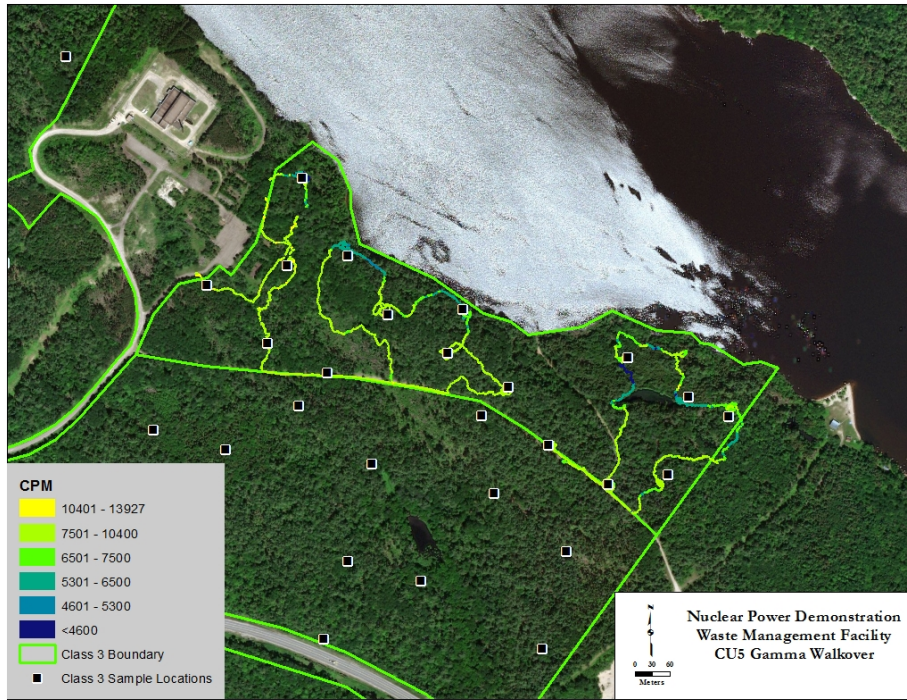 CPM
10401 - 13927
7501 - 10400
6501 - 7500
5301 - 6500
4601 - 5300
<4600
Class 3 Boundary
Class 3 Sample Locations
N
0 30 60
Meters
Nuclear Power Demonstration
Waste Management Facility
CU5 Gamma Walkover